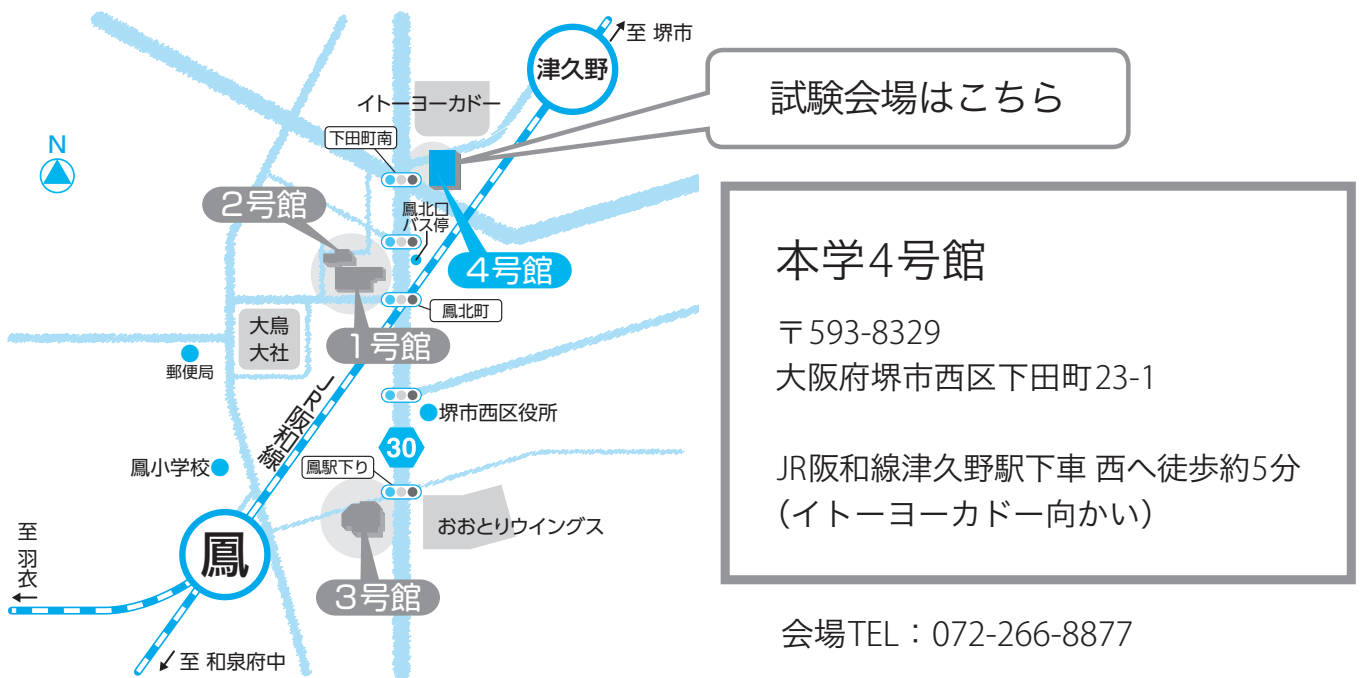 至 堺市
津久野
試験会場はこちら
イトーヨーカドー
下田町南
N
2号館
鳳北口
バス停
4号館
鳳北町
大鳥
大社
1号館
郵便局
JR阪和線
堺市西区役所
30
鳳小学校
鳳駅下り
おおとりウイングス
鳳
至 羽衣
3号館
至 和泉府中
本学4号館
〒593-8329
大阪府堺市西区下田町23-1
JR阪和線津久野駅下車 西へ徒歩約5分
(イトーヨーカドー向かい)
会場TEL:072-266-8877